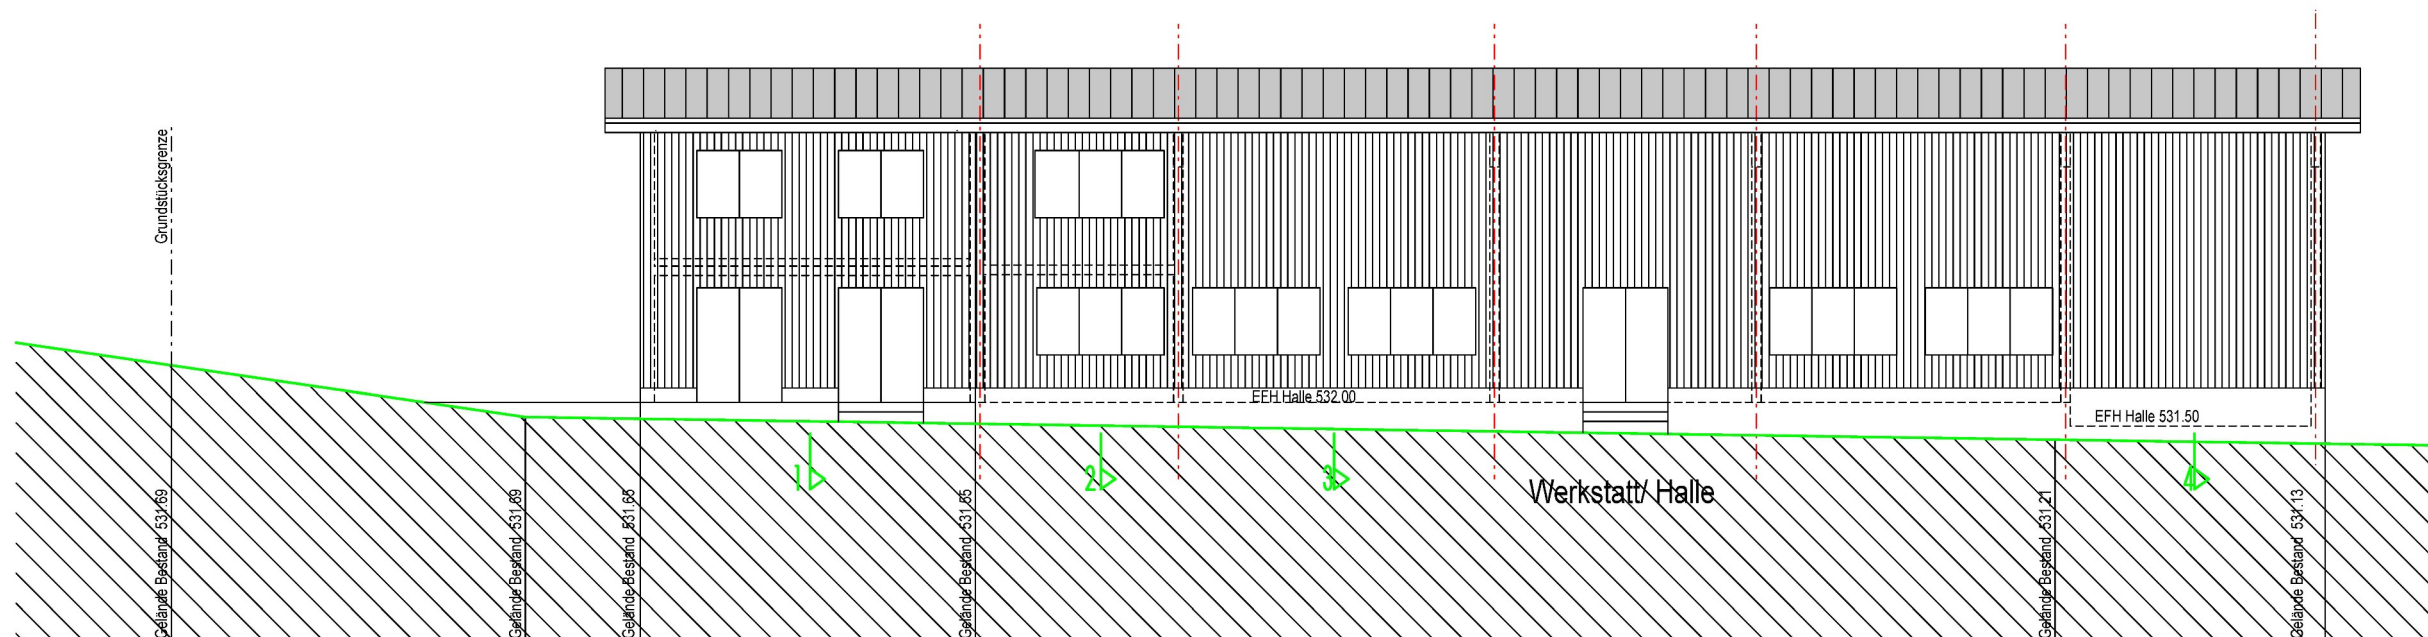 Grundstücksgrenze
EFH Halle 532.00
EFH Halle 531.50
1
2
3
4
Werkstatt/ Halle
Gelände Bestand 531.69
Gelände Bestand 531.69
Gelände Bestand 531.65
Gelände Bestand 531.55
Gelände Bestand 531.21
Gelände Bestand 531.13